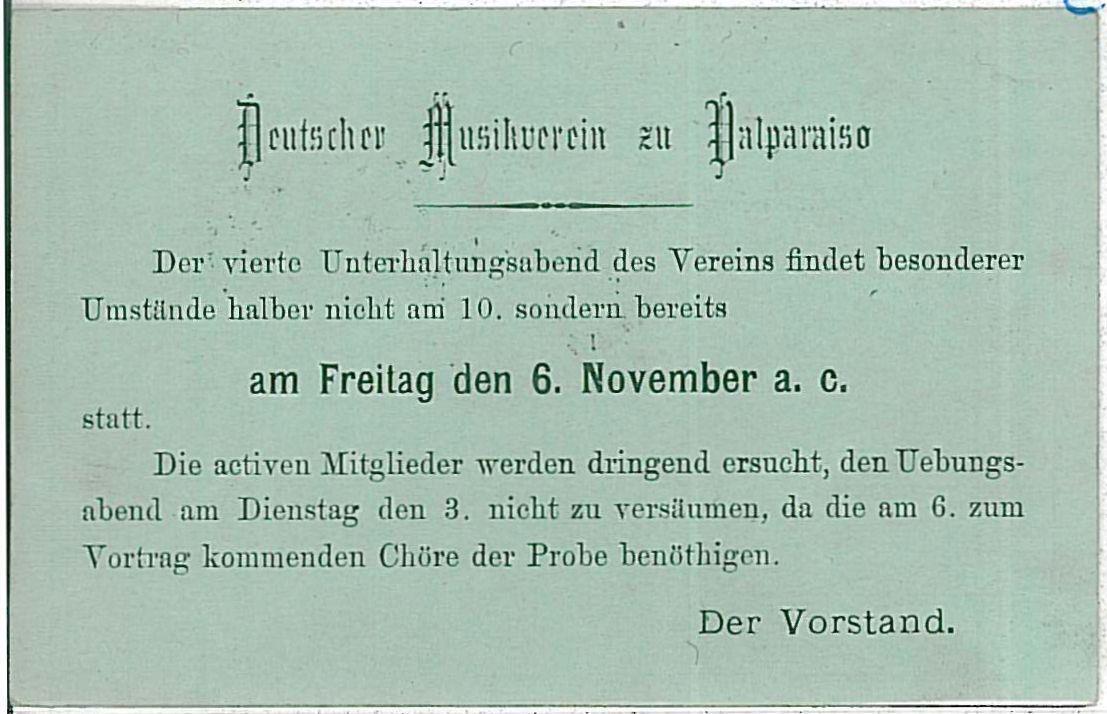 Deutscher Musikverein zu Valparaiso
Der vierte Unterhaltungsabend des Vereins findet besonderer
Umstände halber nicht am 10. sondern bereits
am Freitag den 6. November a. c.
statt.
Die activen Mitglieder werden dringend ersucht, den Uebungs-
abend am Dienstag den 3. nicht zu versäumen, da die am 6. zum
Vortrag kommenden Chöre der Probe benöthigen.
Der Vorstand.